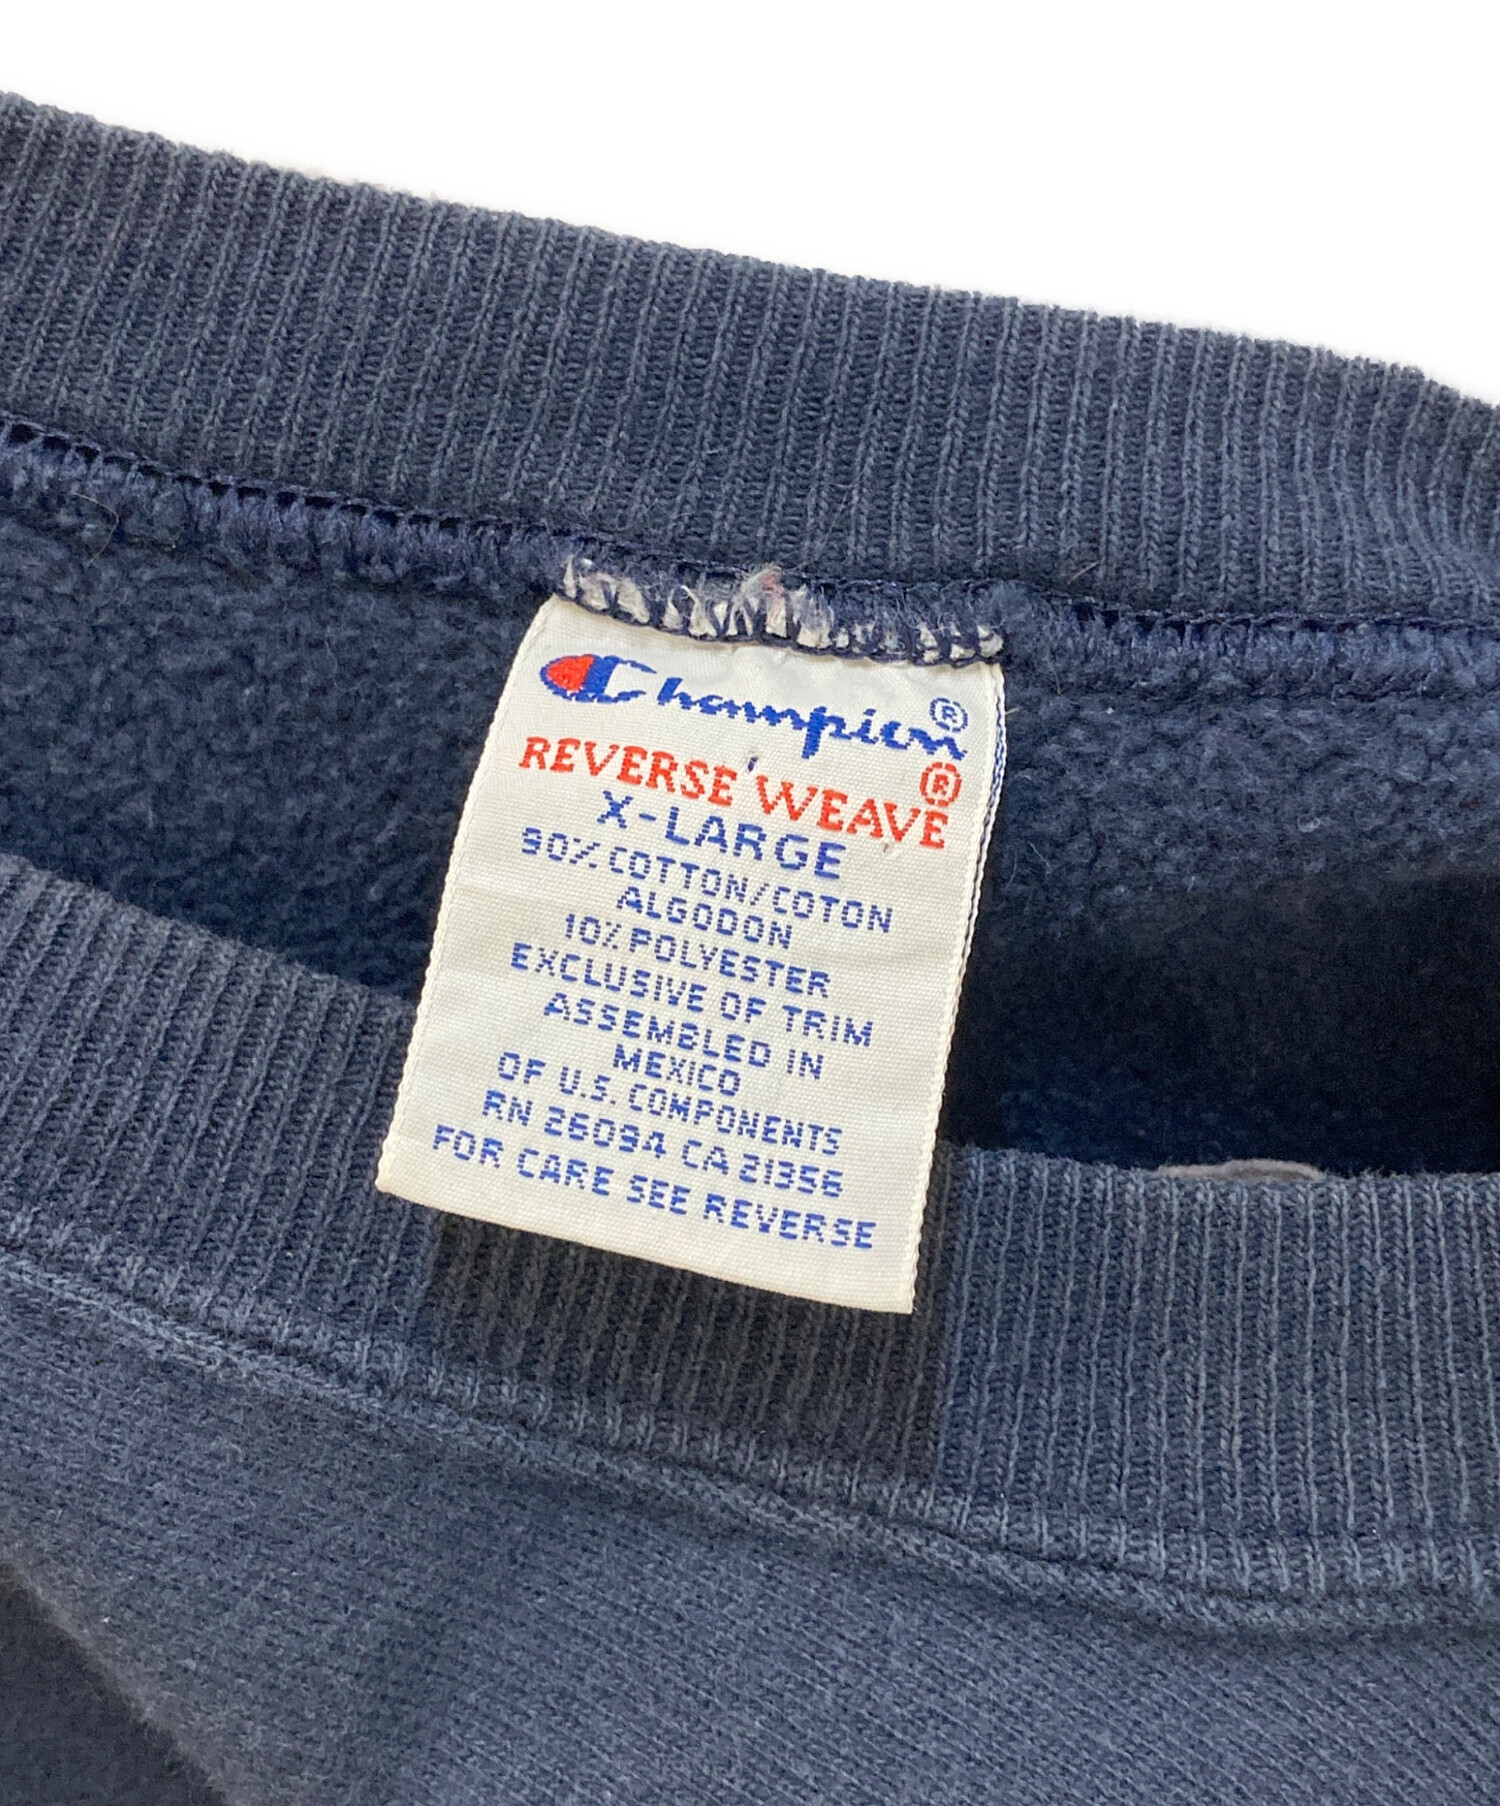 Champion®
REVERSE WEAVE®
X-LARGE
90% COTTON/COTON
ALGODON
10% POLYESTER
EXCLUSIVE OF TRIM
ASSEMBLED IN
MEXICO
OF U.S. COMPONENTS
RN 26094 CA 21356
FOR CARE SEE REVERSE